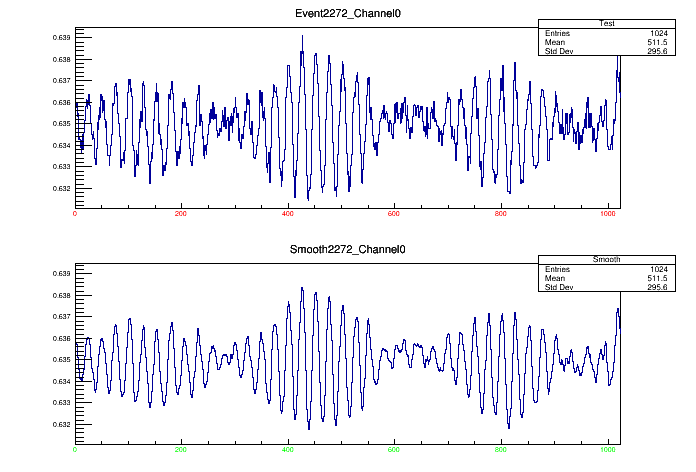 Event2272_Channel0
Test
Entries 1024
Mean 511.5
Std Dev 295.6
0.639
0.638
0.637
0.636
0.635
0.634
0.633
0.632
0 200 400 600 800 1000
Smooth2272_Channel0
Smooth
Entries 1024
Mean 511.5
Std Dev 295.6
0.639
0.638
0.637
0.636
0.635
0.634
0.633
0.632
0 200 400 600 800 1000